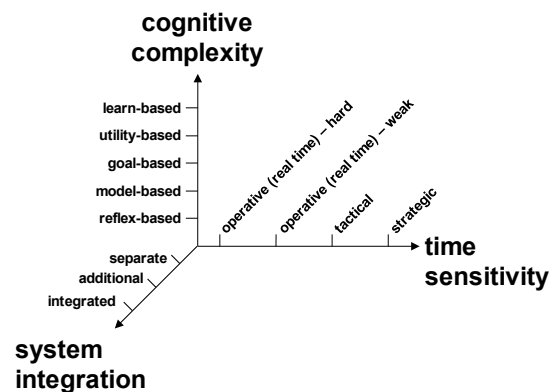 cognitive
complexity
learn-based
utility-based
goal-based
model-based
reflex-based
operative (real time) – hard
operative (real time) – weak
tactical
strategic
time
sensitivity
separate
additional
integrated
system
integration